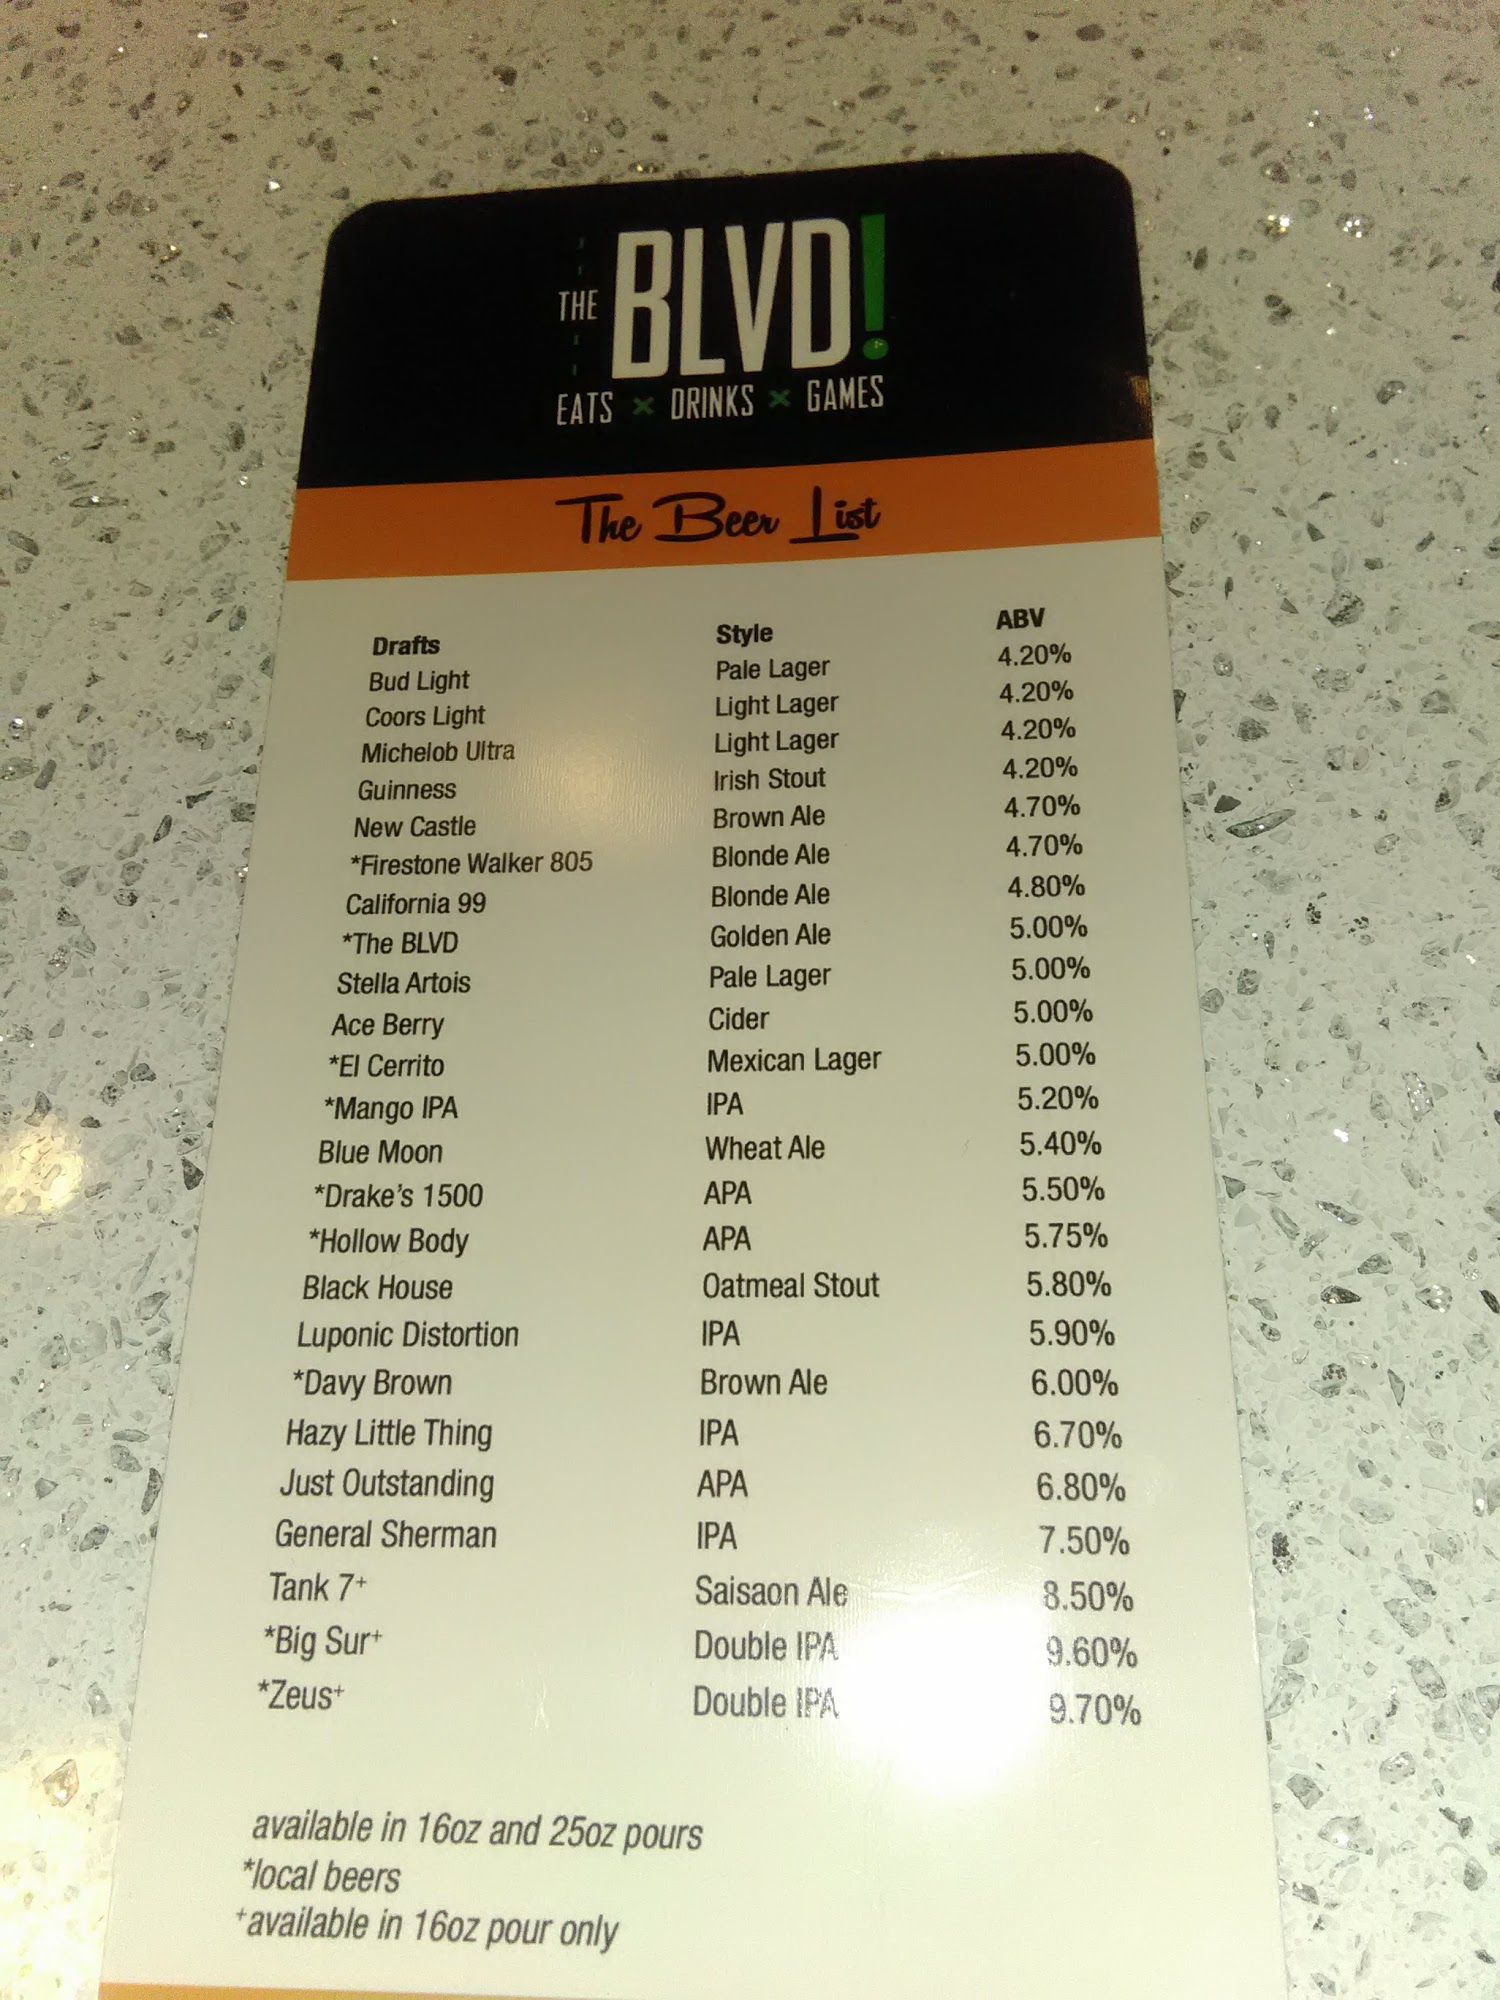 THE BLVD!
EATS × DRINKS × GAMES
The Beer List
Drafts Style ABV
Bud Light Pale Lager 4.20%
Coors Light Light Lager 4.20%
Michelob Ultra Light Lager 4.20%
Guinness Irish Stout 4.20%
New Castle Brown Ale 4.70%
*Firestone Walker 805 Blonde Ale 4.70%
California 99 Blonde Ale 4.80%
*The BLVD Golden Ale 5.00%
Stella Artois Pale Lager 5.00%
Ace Berry Cider 5.00%
*El Cerrito Mexican Lager 5.00%
*Mango IPA IPA 5.20%
Blue Moon Wheat Ale 5.40%
*Drake's 1500 APA 5.50%
*Hollow Body APA 5.75%
Black House Oatmeal Stout 5.80%
Luponic Distortion IPA 5.90%
*Davy Brown Brown Ale 6.00%
Hazy Little Thing IPA 6.70%
Just Outstanding APA 6.80%
General Sherman IPA 7.50%
Tank 7+ Saisaon Ale 8.50%
*Big Sur+ Double IPA 9.60%
*Zeus+ Double IPA 9.70%
available in 16oz and 25oz pours
*local beers
+available in 16oz pour only